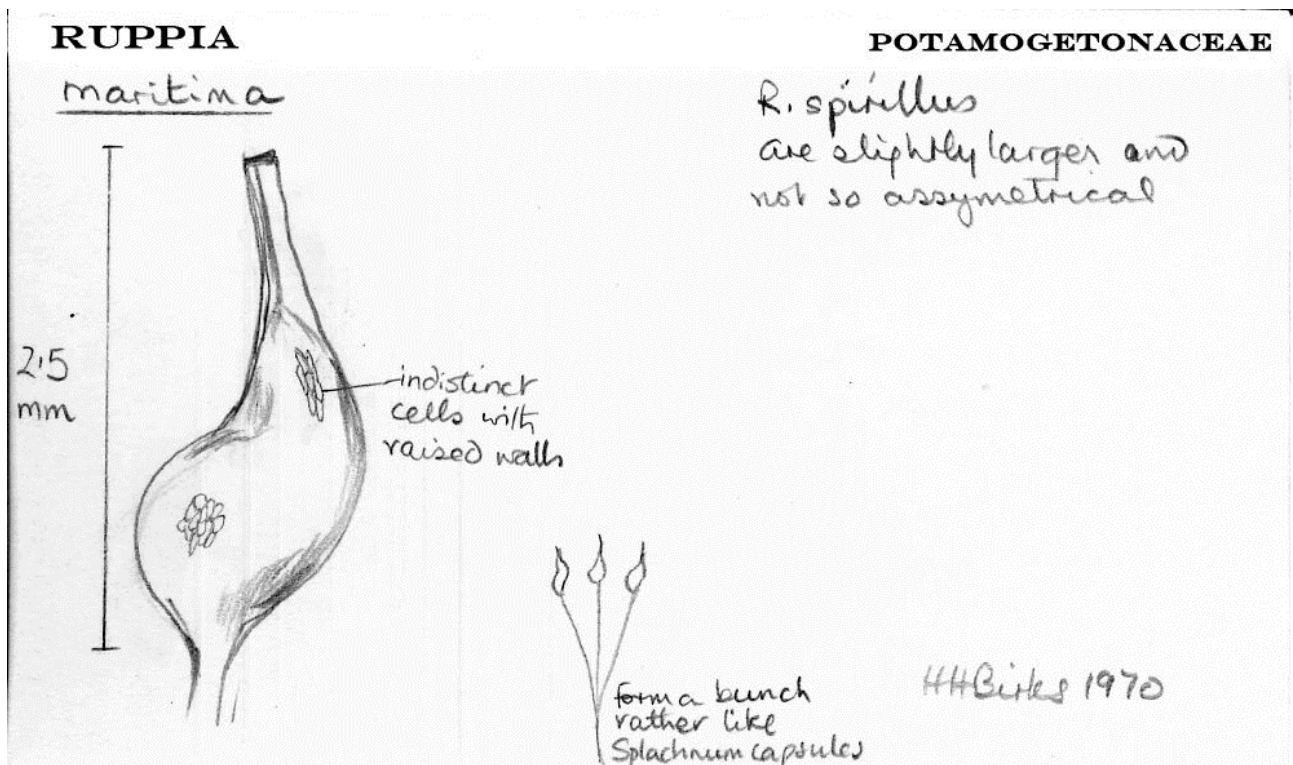 RUPPIA
POTAMOGETONACEAE
maritima
R. spirillus
are slightly larger and
not so assymetrical
2.5
mm
indistinct
cells with
raised walls
form a bunch
rather like
Splachnum capsules
HHBirks 1970